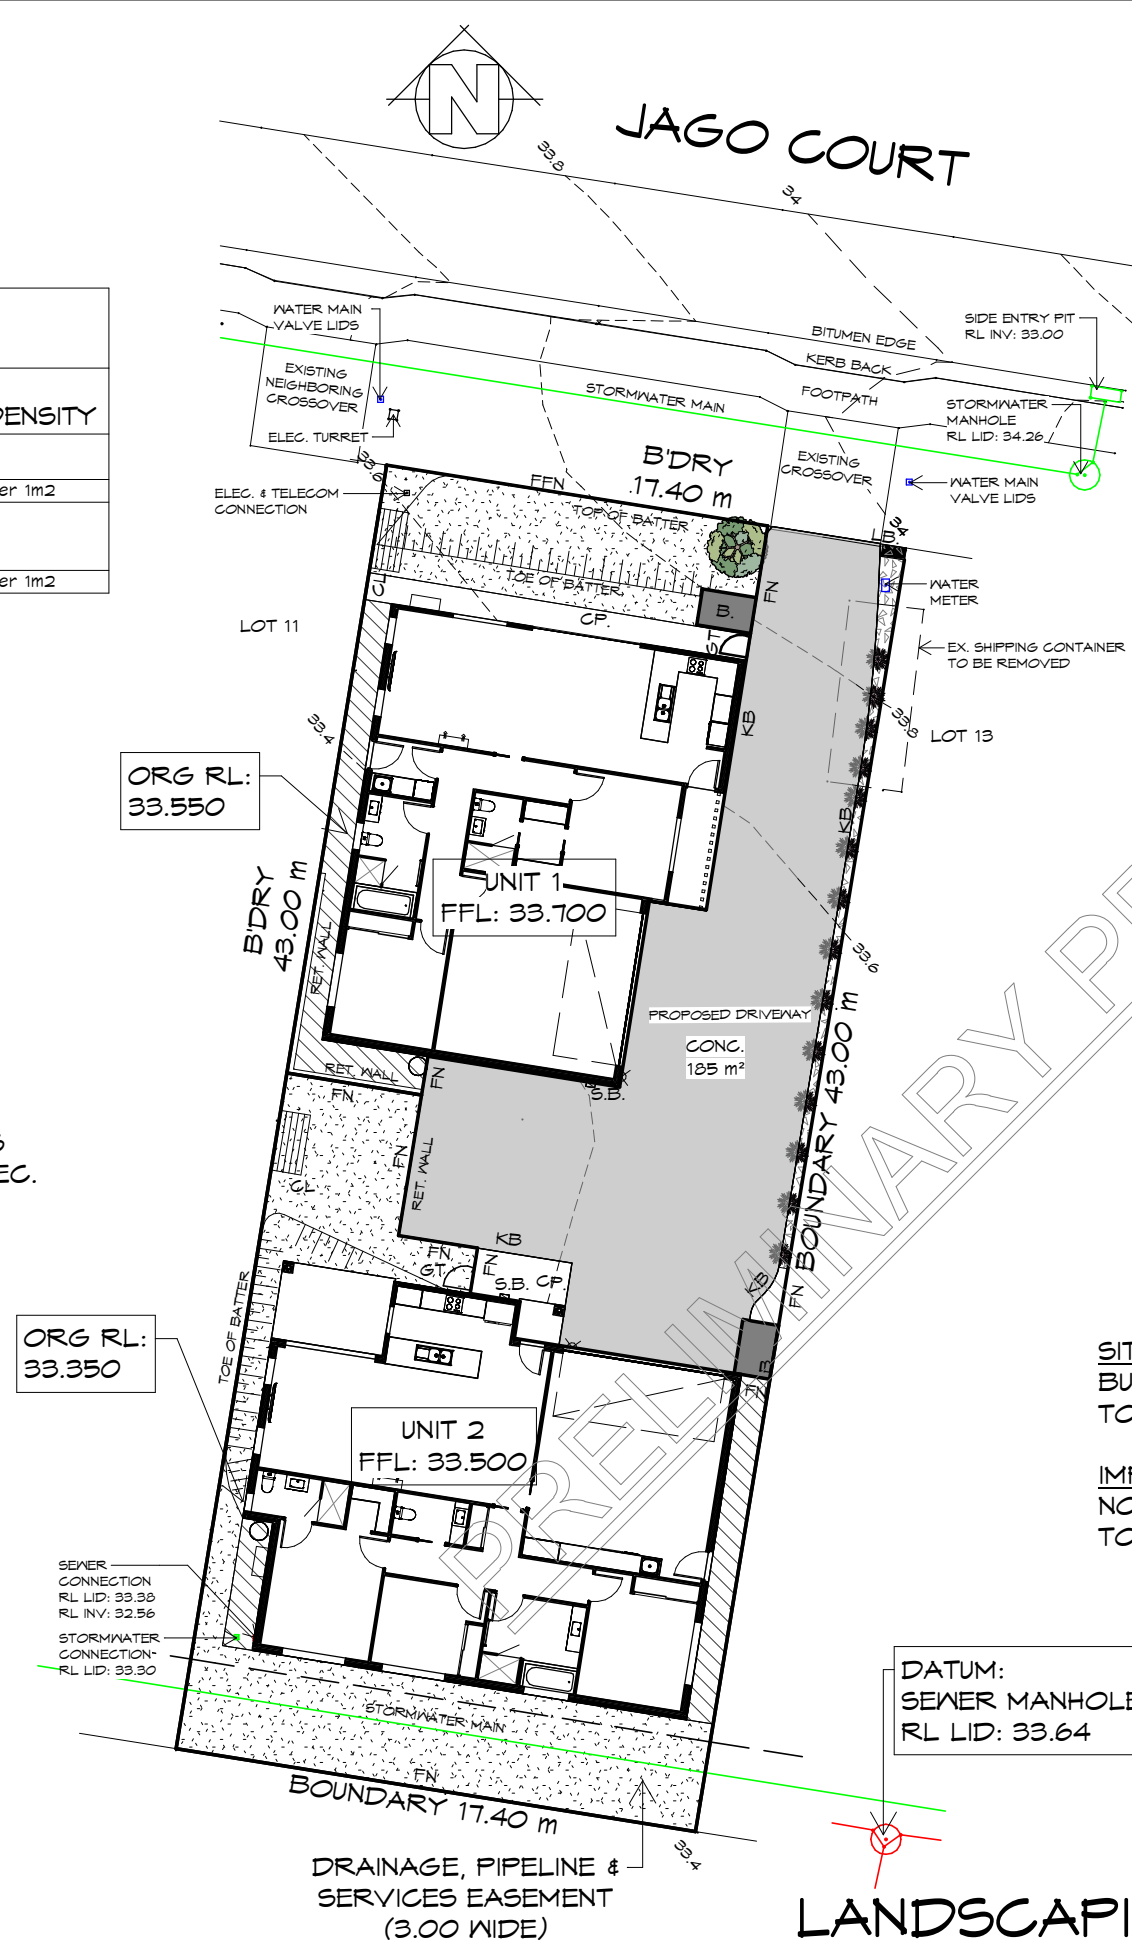 N
JAGO COURT
33.8
34
WATER MAIN
VALVE LIDS
SIDE ENTRY PIT
RL INV: 33.00
BITUMEN EDGE
KERB BACK
FOOTPATH
EXISTING
NEIGHBORING
CROSSOVER
STORMWATER MAIN
STORMWATER
MANHOLE
RL LID: 34.26
DENSITY
ELEC. TURRET
B'DRY
17.40 m
EXISTING
CROSSOVER
33.6
WATER MAIN
VALVE LIDS
er 1m2
ELEC. & TELECOM
CONNECTION
FFN
TOP OF BATTER
34
LB.
er 1m2
TOE OF BATTER
CL
FN
WATER
METER
B.
CP.
GT
LOT 11
EX. SHIPPING CONTAINER
TO BE REMOVED
33.4
KB
33.8
LOT 13
ORG RL:
33.550
KB
UNIT 1
FFL: 33.700
B'DRY
43.00 m
RET. WALL
33.6
PROPOSED DRIVEWAY
CONC.
185 m²
BOUNDARY 43.00 m
RET. WALL
FN
FN
S.B.
S
EC.
FN
RET. WALL
CL
KB
FN
G.T.
FN
S.B.
CP.
KB
FN
TOE OF BATTER
ORG RL:
33.350
B.
FN
SIT
BU
TO
UNIT 2
FFL: 33.500
IMF
NO
TO
PRELIMINARY PR
SEWER
CONNECTION
RL LID: 33.38
RL INV: 32.56
STORMWATER
CONNECTION-
RL LID: 33.30
STORMWATER MAIN
DATUM:
SEWER MANHOLE
RL LID: 33.64
FN
BOUNDARY 17.40 m
33.4
DRAINAGE, PIPELINE &
SERVICES EASEMENT
(3.00 WIDE)
LANDSCAPI